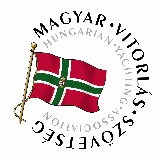 MAGYAR · VITORLÁS · SZÖVETSÉG
HUNGARIAN · YACHTING · ASSOCIATION